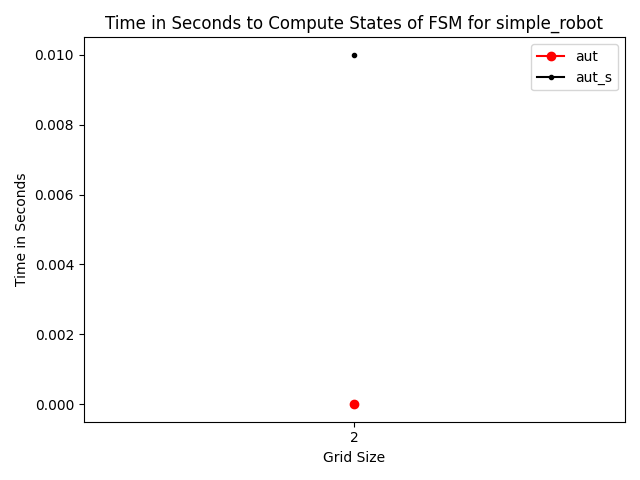 Time in Seconds to Compute States of FSM for simple_robot
aut
aut_s
0.010
0.008
0.006
0.004
0.002
0.000
Time in Seconds
2
Grid Size